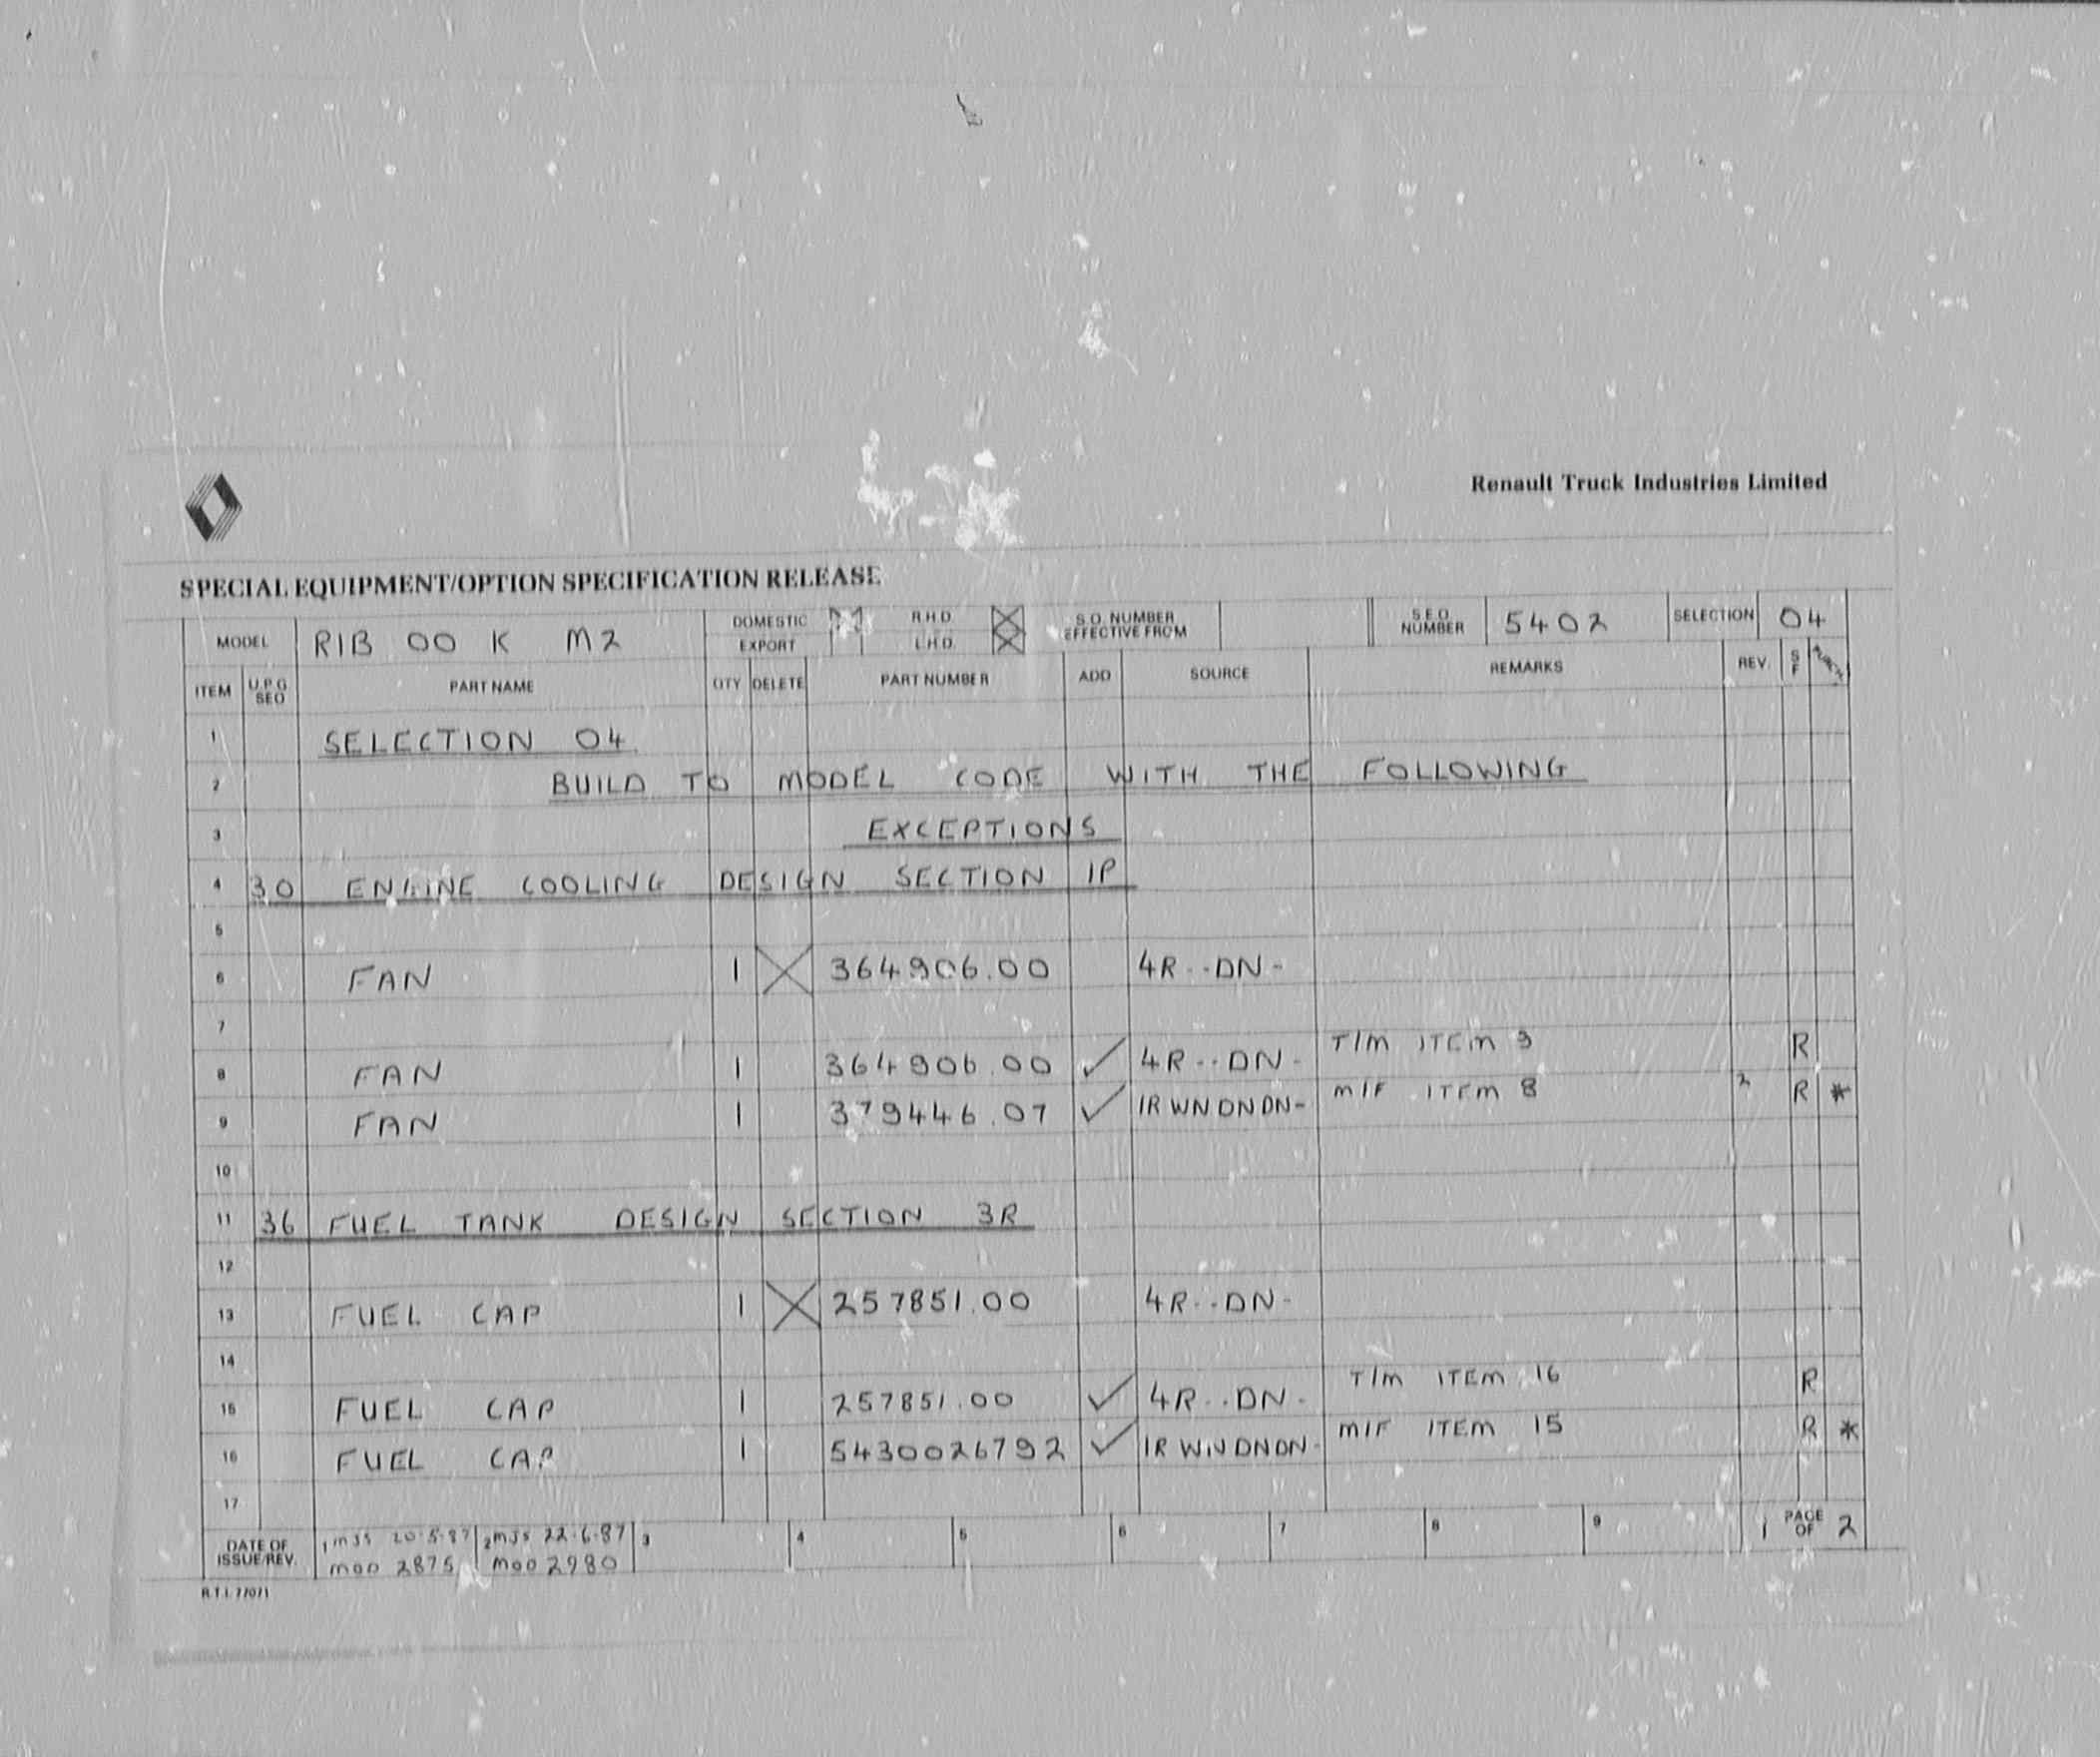 Renault Truck Industries Limited
SPECIAL EQUIPMENT/OPTION SPECIFICATION RELEASE
MODEL R1B 00 K M2 DOMESTIC EXPORT R.H.D. L.H.D. S.O. NUMBER EFFECTIVE FROM S.E.O. NUMBER 5402 SELECTION 04
ITEM U.P.G SEO PART NAME QTY DELETE PART NUMBER ADD SOURCE REMARKS REV. S F
1 SELECTION 04
2 BUILD TO MODEL CODE WITH THE FOLLOWING
3 EXCEPTIONS
4 30 ENGINE COOLING DESIGN SECTION 1P
5
6 FAN 1 X 364906.00 4R--DN-
7
8 FAN 1 364906.00 ✓ 4R--DN- T/M ITEM 9 R
9 FAN 1 379446.07 ✓ 1R WN DN DN- M/F ITEM 8 2 R *
10
11 36 FUEL TANK DESIGN SECTION 3R
12
13 FUEL CAP 1 X 257851.00 4R--DN-
14
15 FUEL CAP 1 257851.00 ✓ 4R--DN- T/M ITEM 16 R
16 FUEL CAP 1 5430026792 ✓ 1R WN DN DN- M/F ITEM 15 R *
17
DATE OF ISSUE/REV. 1 MJS 20·5·87 2 MJS 22·6·87 3 4 5 6 7 8 9 1 PAGE OF 2
MOO 2875 MOO 2980
R.T.I. 77071